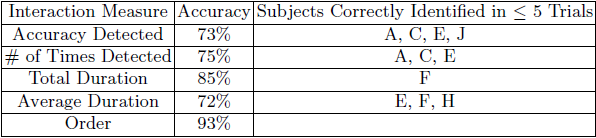 Interaction Measure Accuracy Subjects Correctly Identified in ≤ 5 Trials
Accuracy Detected 73% A, C, E, J
# of Times Detected 75% A, C, E
Total Duration 85% F
Average Duration 72% E, F, H
Order 93%